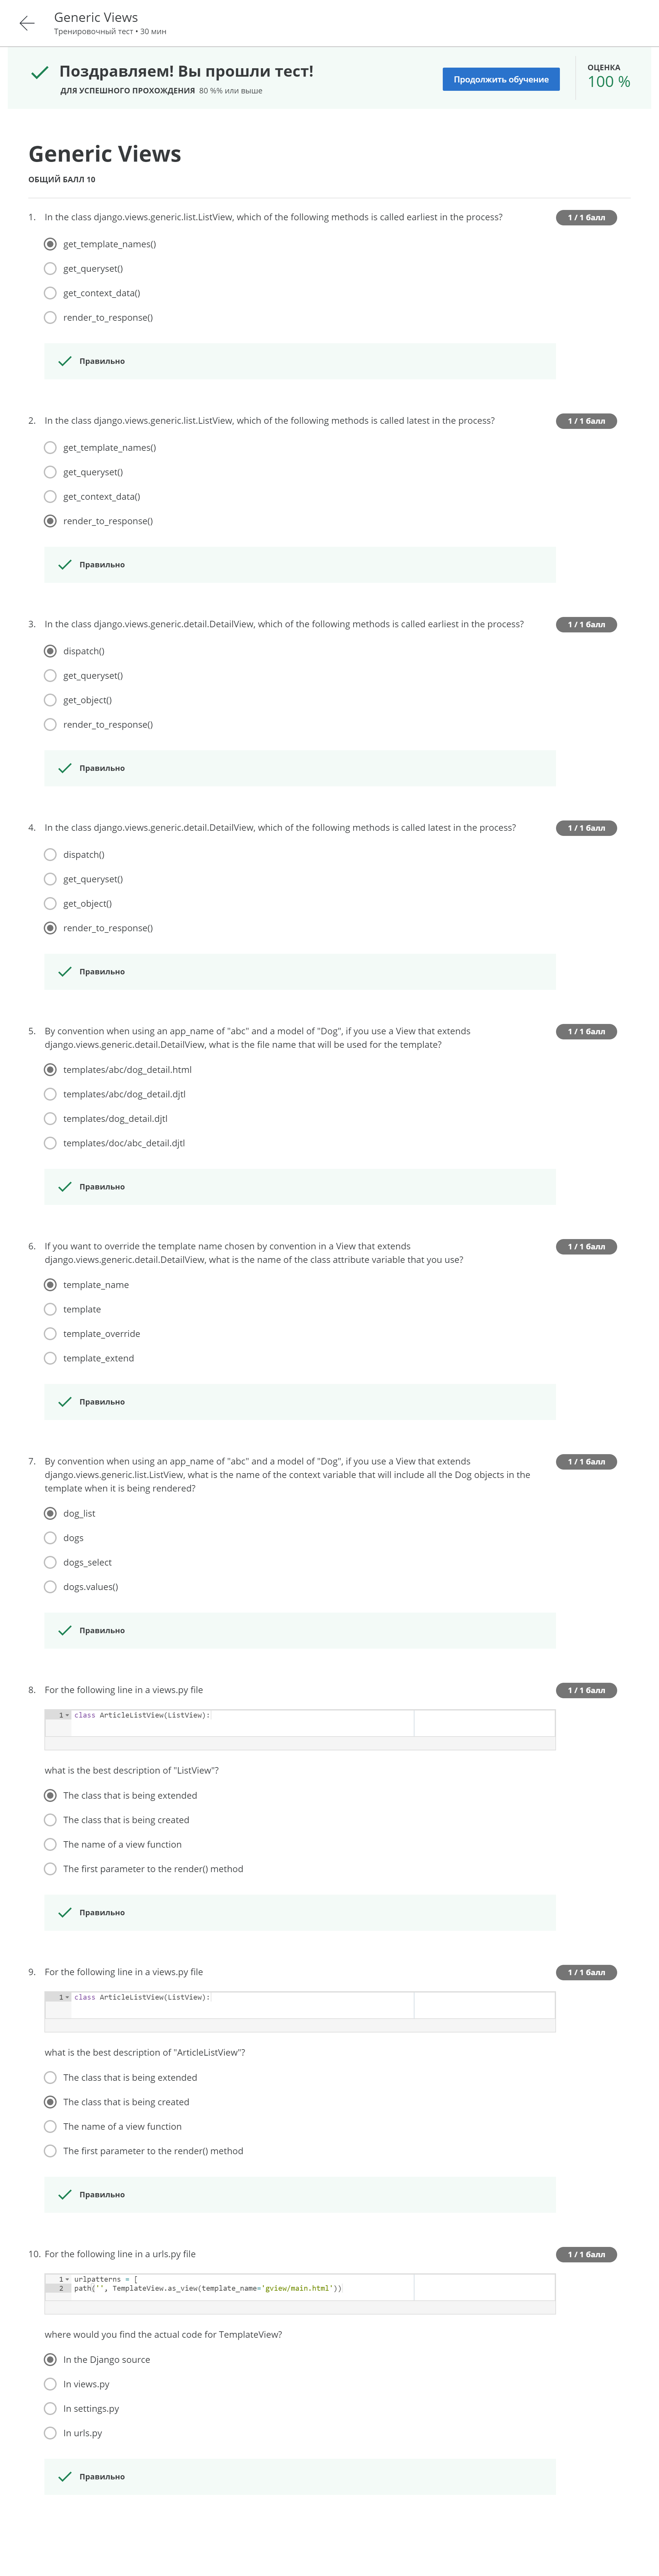 Generic Views
Тренировочный тест • 30 мин
Поздравляем! Вы прошли тест!
ДЛЯ УСПЕШНОГО ПРОХОЖДЕНИЯ 80 %% или выше
Продолжить обучение
ОЦЕНКА
100 %
Generic Views
ОБЩИЙ БАЛЛ 10
1. In the class django.views.generic.list.ListView, which of the following methods is called earliest in the process?
1 / 1 балл
get_template_names()
get_queryset()
get_context_data()
render_to_response()
Правильно
2. In the class django.views.generic.list.ListView, which of the following methods is called latest in the process?
1 / 1 балл
get_template_names()
get_queryset()
get_context_data()
render_to_response()
Правильно
3. In the class django.views.generic.detail.DetailView, which of the following methods is called earliest in the process?
1 / 1 балл
dispatch()
get_queryset()
get_object()
render_to_response()
Правильно
4. In the class django.views.generic.detail.DetailView, which of the following methods is called latest in the process?
1 / 1 балл
dispatch()
get_queryset()
get_object()
render_to_response()
Правильно
5. By convention when using an app_name of "abc" and a model of "Dog", if you use a View that extends
django.views.generic.detail.DetailView, what is the file name that will be used for the template?
1 / 1 балл
templates/abc/dog_detail.html
templates/abc/dog_detail.djtl
templates/dog_detail.djtl
templates/doc/abc_detail.djtl
Правильно
6. If you want to override the template name chosen by convention in a View that extends
django.views.generic.detail.DetailView, what is the name of the class attribute variable that you use?
1 / 1 балл
template_name
template
template_override
template_extend
Правильно
7. By convention when using an app_name of "abc" and a model of "Dog", if you use a View that extends
django.views.generic.list.ListView, what is the name of the context variable that will include all the Dog objects in the
template when it is being rendered?
1 / 1 балл
dog_list
dogs
dogs_select
dogs.values()
Правильно
8. For the following line in a views.py file
1 / 1 балл
1 class ArticleListView(ListView):
what is the best description of "ListView"?
The class that is being extended
The class that is being created
The name of a view function
The first parameter to the render() method
Правильно
9. For the following line in a views.py file
1 / 1 балл
1 class ArticleListView(ListView):
what is the best description of "ArticleListView"?
The class that is being extended
The class that is being created
The name of a view function
The first parameter to the render() method
Правильно
10. For the following line in a urls.py file
1 / 1 балл
1 urlpatterns = [
2 path('', TemplateView.as_view(template_name='gview/main.html'))
where would you find the actual code for TemplateView?
In the Django source
In views.py
In settings.py
In urls.py
Правильно